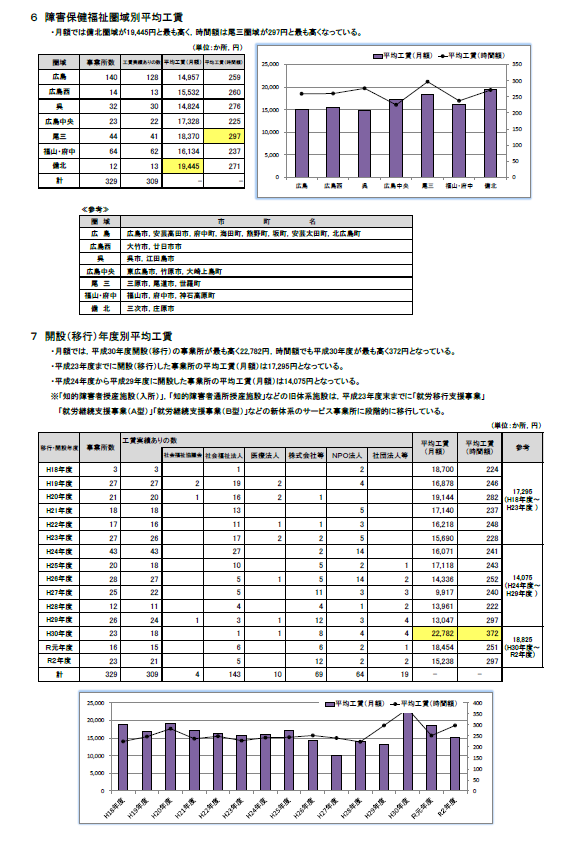 6 障害保健福祉圏域別平均工賃
・月額では備北圏域が19,445円と最も高く、時間額は尾三圏域が297円と最も高くなっている。
(単位:か所、円)
圏域 事業所数 工賃実績ありの数 平均工賃(月額) 平均工賃(時間額)
広島 140 128 14,957 259
広島西 14 13 15,532 260
呉 32 30 14,824 276
広島中央 23 22 17,328 225
尾三 44 41 18,370 297
福山・府中 64 62 16,134 237
備北 12 13 19,445 271
計 329 309 － －
平均工賃(月額) 平均工賃(時間額)
25,000 20,000 15,000 10,000 5,000 0
350 300 250 200 150 100 50 0
広島 広島西 呉 広島中央 尾三 福山・府中 備北
≪参考≫
圏域 市町名
広島 広島市、安芸高田市、府中町、海田町、熊野町、坂町、安芸太田町、北広島町
広島西 大竹市、廿日市市
呉 呉市、江田島市
広島中央 東広島市、竹原市、大崎上島町
尾三 三原市、尾道市、世羅町
福山・府中 福山市、府中市、神石高原町
備北 三次市、庄原市
7 開設(移行)年度別平均工賃
・月額では、平成30年度開設(移行)の事業所が最も高く22,782円、時間額でも平成30年度が最も高く372円となっている。
・平成23年度までに開設(移行)した事業所の平均工賃(月額)は17,295円となっている。
・平成24年度から平成29年度に開設した事業所の平均工賃(月額)は14,075円となっている。
※「知的障害者授産施設(入所)」、「知的障害者通所授産施設」などの旧体系施設は、平成23年度末までに「就労移行支援事業」
「就労継続支援事業(A型)」「就労継続支援事業(B型)」などの新体系のサービス事業所に段階的に移行している。
(単位:か所、円)
移行・開設年度 事業所数 工賃実績ありの数 平均工賃(月額) 平均工賃(時間額) 参考
社会福祉協議会 社会福祉法人 医療法人 株式会社等 NPO法人 社団法人等
H18年度 3 3 1 2 18,700 224
H19年度 27 27 2 19 2 4 16,878 246
H20年度 21 20 1 16 2 1 19,144 282
H21年度 18 18 13 5 17,140 237
H22年度 17 16 11 1 1 3 16,218 248
H23年度 27 26 17 2 2 5 15,690 228
17,295
(H18年度～
H23年度)
H24年度 43 43 27 2 14 16,071 241
H25年度 20 18 10 5 2 1 17,118 243
H26年度 28 27 5 1 5 14 2 14,336 252
H27年度 25 22 5 11 3 3 9,917 240
H28年度 12 11 4 4 1 2 13,961 222
H29年度 26 24 1 3 1 12 3 4 13,047 297
14,075
(H24年度～
H29年度)
H30年度 23 18 1 1 8 4 4 22,782 372
R元年度 16 15 6 6 2 1 18,454 251
R2年度 23 21 5 12 2 2 15,238 297
18,825
(H30年度～
R2年度)
計 329 309 4 143 10 69 64 19 － －
平均工賃(月額) 平均工賃(時間額)
25,000 20,000 15,000 10,000 5,000 0
400 350 300 250 200 150 100 50 0
H18年度 H19年度 H20年度 H21年度 H22年度 H23年度 H24年度 H25年度 H26年度 H27年度 H28年度 H29年度 H30年度 R元年度 R2年度